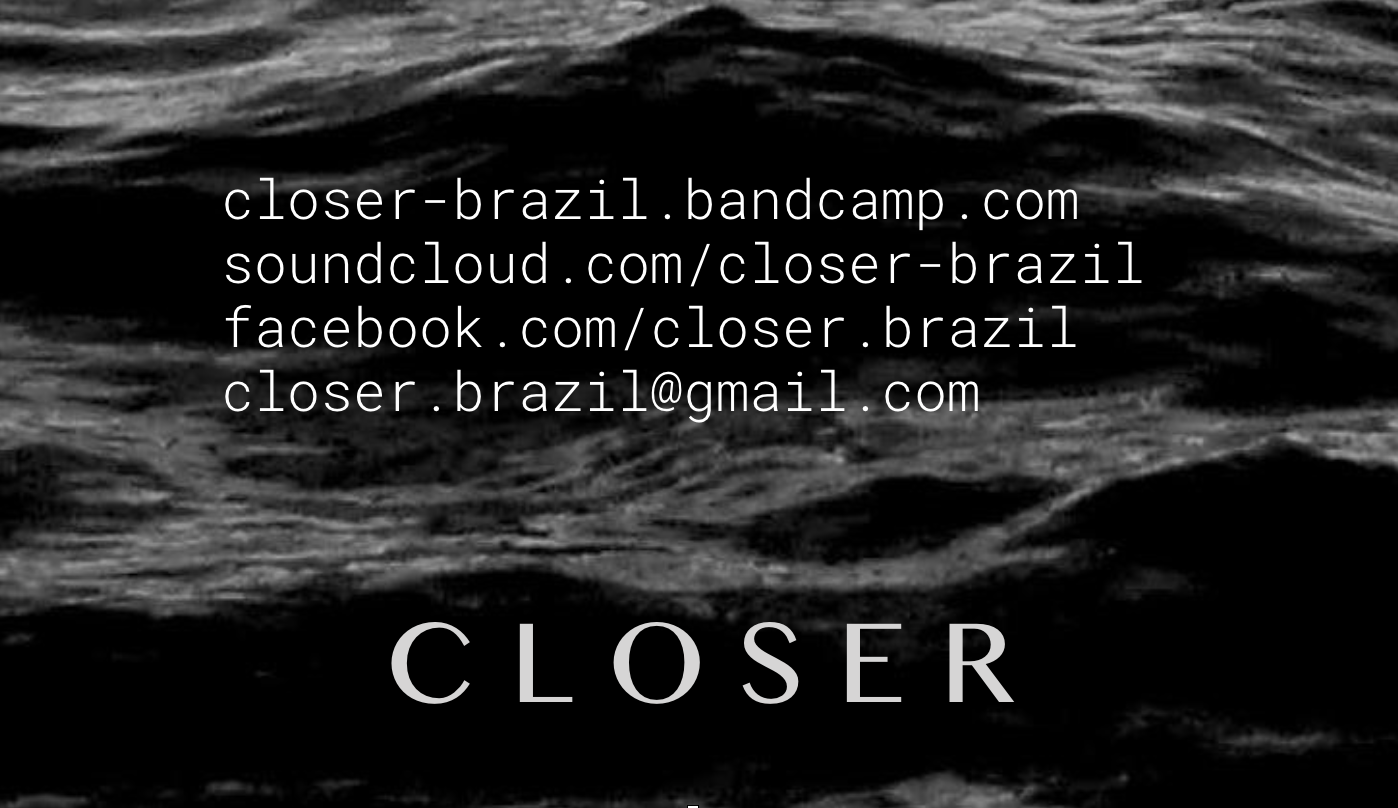 closer-brazil.bandcamp.com
soundcloud.com/closer-brazil
facebook.com/closer.brazil
closer.brazil@gmail.com
CLOSER